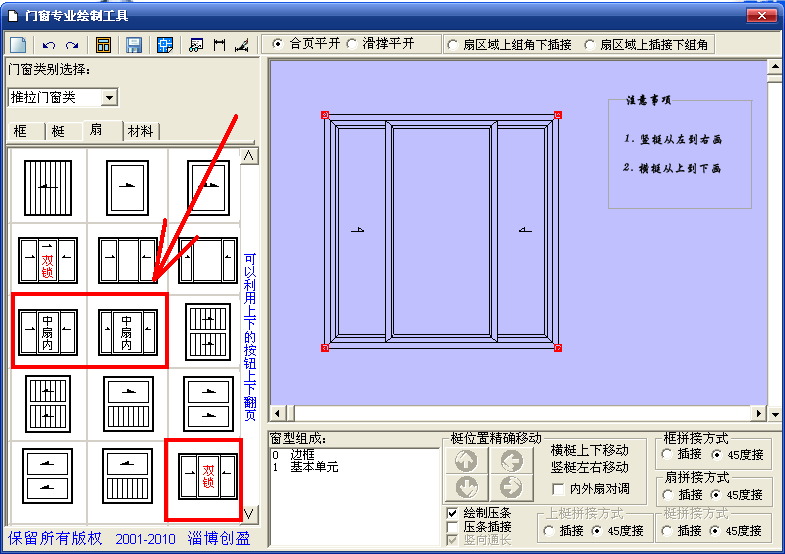 门窗专业绘制工具
合页平开 滑撑平开 扇区域上组角下插接 扇区域上插接下组角
门窗类别选择:
推拉门窗类
框 梃 扇 材料
双锁
中扇内 中扇内
双锁
可以利用上下的按钮上下翻页
注意事项
1. 竖梃从左到右画
2. 横梃从上到下画
窗型组成:
0 边框
1 基本单元
梃位置精确移动
横梃上下移动
竖梃左右移动
内外扇对调
框拼接方式
插接 45度接
扇拼接方式
插接 45度接
绘制压条
压条插接
竖向通长
上梃拼接方式
插接 45度接
梃拼接方式
插接 45度接
保留所有版权 2001-2010 淄博创盈